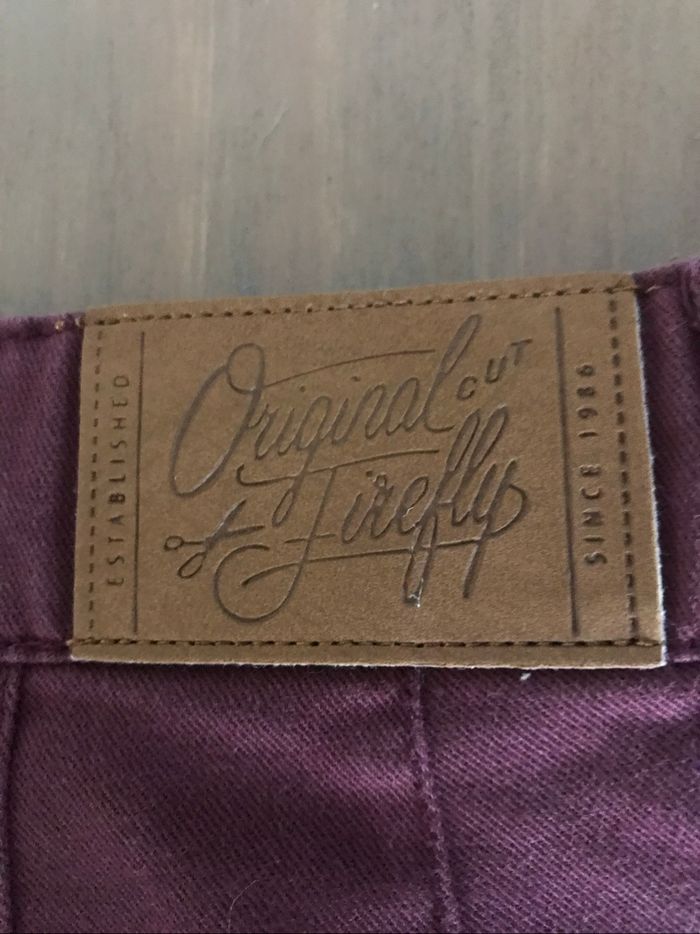 ESTABLISHED
Original CUT
Firefly
SINCE 1986